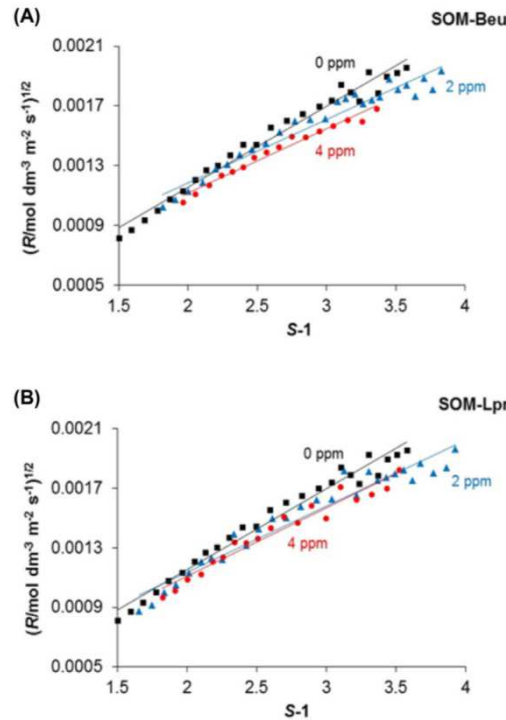 (A)
SOM-Beu
0.0021
0.0017
0.0013
0.0009
0.0005
(R/mol dm-3 m-2 s-1)1/2
0 ppm
2 ppm
4 ppm
1.5 2 2.5 3 3.5 4
S-1
(B)
SOM-Lpr
0.0021
0.0017
0.0013
0.0009
0.0005
(R/mol dm-3 m-2 s-1)1/2
0 ppm
2 ppm
4 ppm
1.5 2 2.5 3 3.5 4
S-1